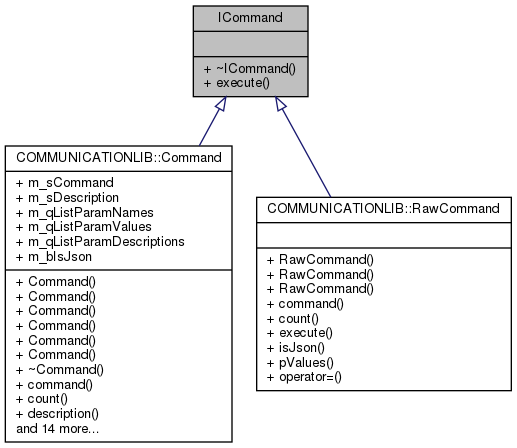 ICommand
+ ~ICommand()
+ execute()
COMMUNICATIONLIB::Command
+ m_sCommand
+ m_sDescription
+ m_qListParamNames
+ m_qListParamValues
+ m_qListParamDescriptions
+ m_bIsJson
+ Command()
+ Command()
+ Command()
+ Command()
+ Command()
+ Command()
+ ~Command()
+ command()
+ count()
+ description()
and 14 more...
COMMUNICATIONLIB::RawCommand
+ RawCommand()
+ RawCommand()
+ RawCommand()
+ command()
+ count()
+ execute()
+ isJson()
+ pValues()
+ operator=()